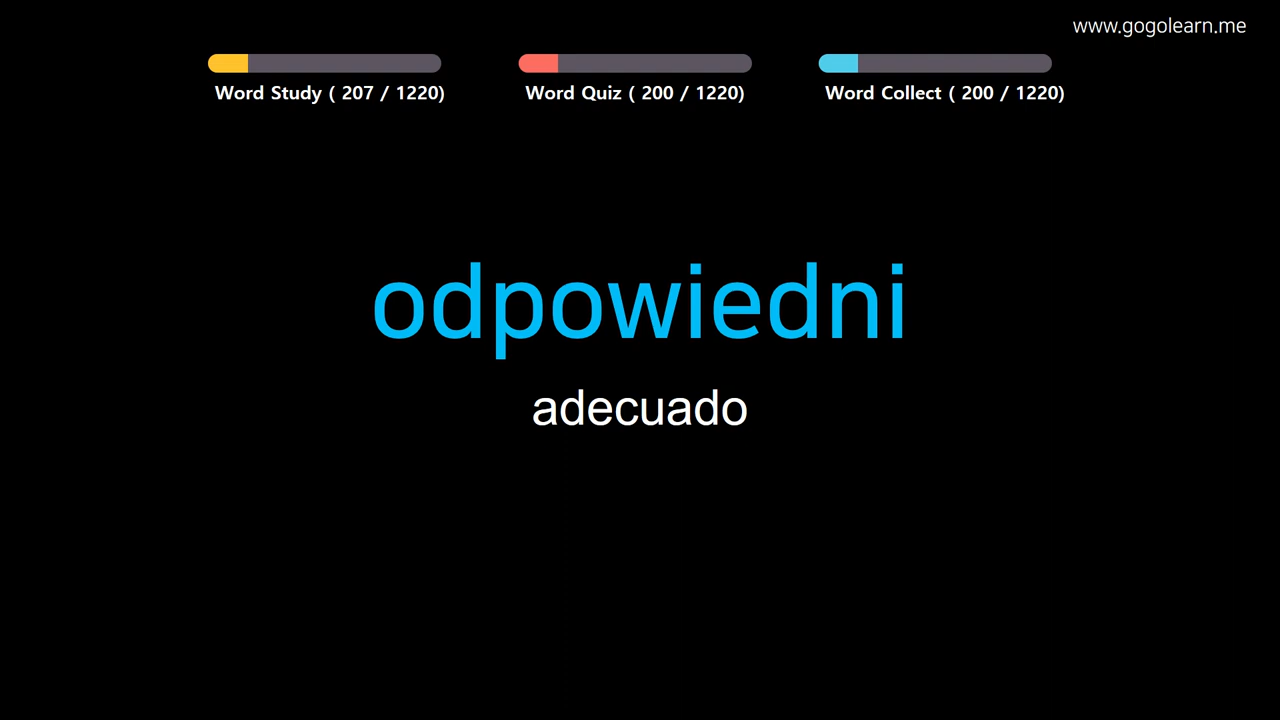 www.gogolearn.me
Word Study ( 207 / 1220)
Word Quiz ( 200 / 1220)
Word Collect ( 200 / 1220)
odpowiedni
adecuado